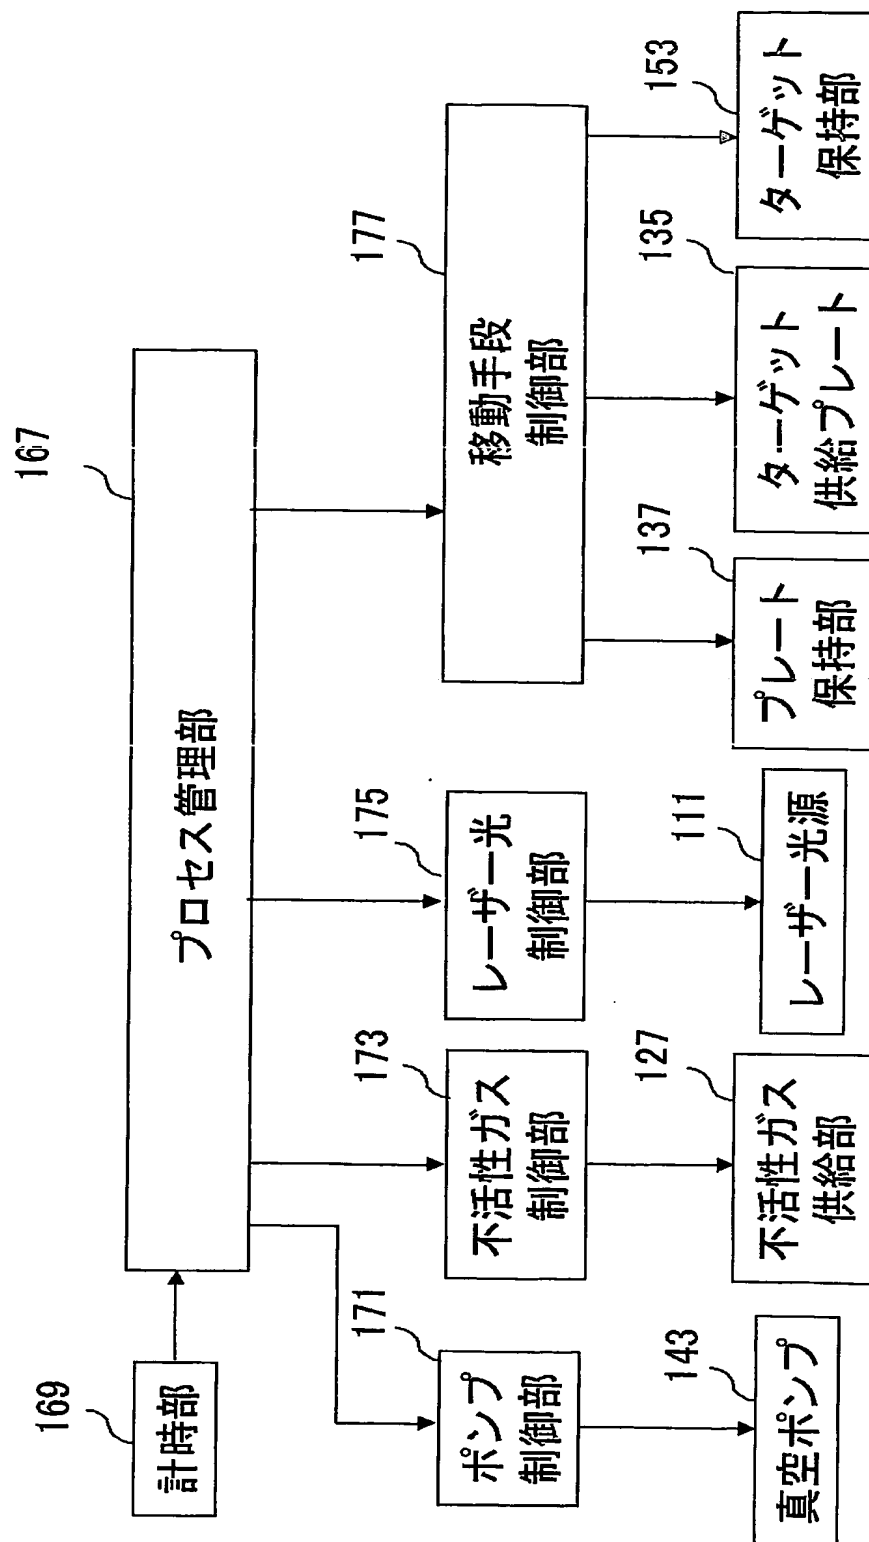 169
計時部
167
プロセス管理部
171
ポンプ
制御部
173
不活性ガス
制御部
175
レーザー光
制御部
177
移動手段
制御部
143
真空ポンプ
127
不活性ガス
供給部
111
レーザー光源
137
プレート
保持部
135
ターゲット
供給プレート
153
ターゲット
保持部